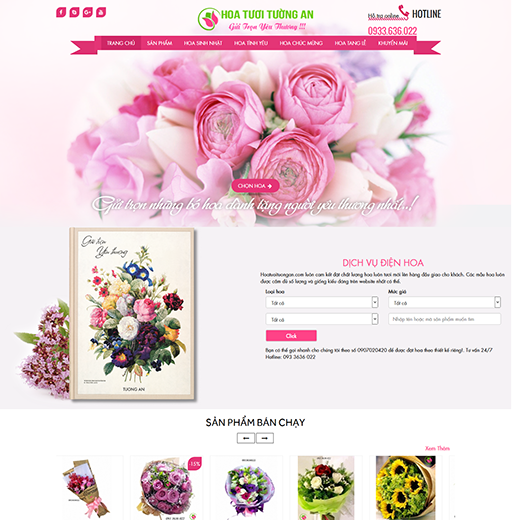 HOA TƯƠI TƯỜNG AN
Gửi Trọn Yêu Thương !!!
Hỗ trợ online...
HOTLINE
0933.636.022
TRANG CHỦ SẢN PHẨM HOA SINH NHẬT HOA TÌNH YÊU HOA CHÚC MỪNG HOA TANG LỄ KHUYẾN MÃI
CHỌN HOA
Gửi trọn những bó hoa dành tặng người yêu thương nhất..!
Gửi trọn
Yêu thương
TUONG AN
DỊCH VỤ ĐIỆN HOA
Hoatuoituongan.com luôn cam kết đặt chất lượng hoa luôn tươi mới lên hàng đầu giao cho khách. Các mẫu hoa luôn
được cắm đủ số lượng và giống kiểu dáng trên website nhất có thể.
Loại hoa Mức giá
Tất cả Tất cả
Tất cả Nhập tên hoặc mã sản phẩm muốn tìm
Click
Bạn có thể gọi nhanh cho chúng tôi theo số 0907020420 để được đặt hoa theo thiết kế riêng!. Tư vấn 24/7
Hotline: 093 3636 022
SẢN PHẨM BÁN CHẠY
Xem Thêm
-15%